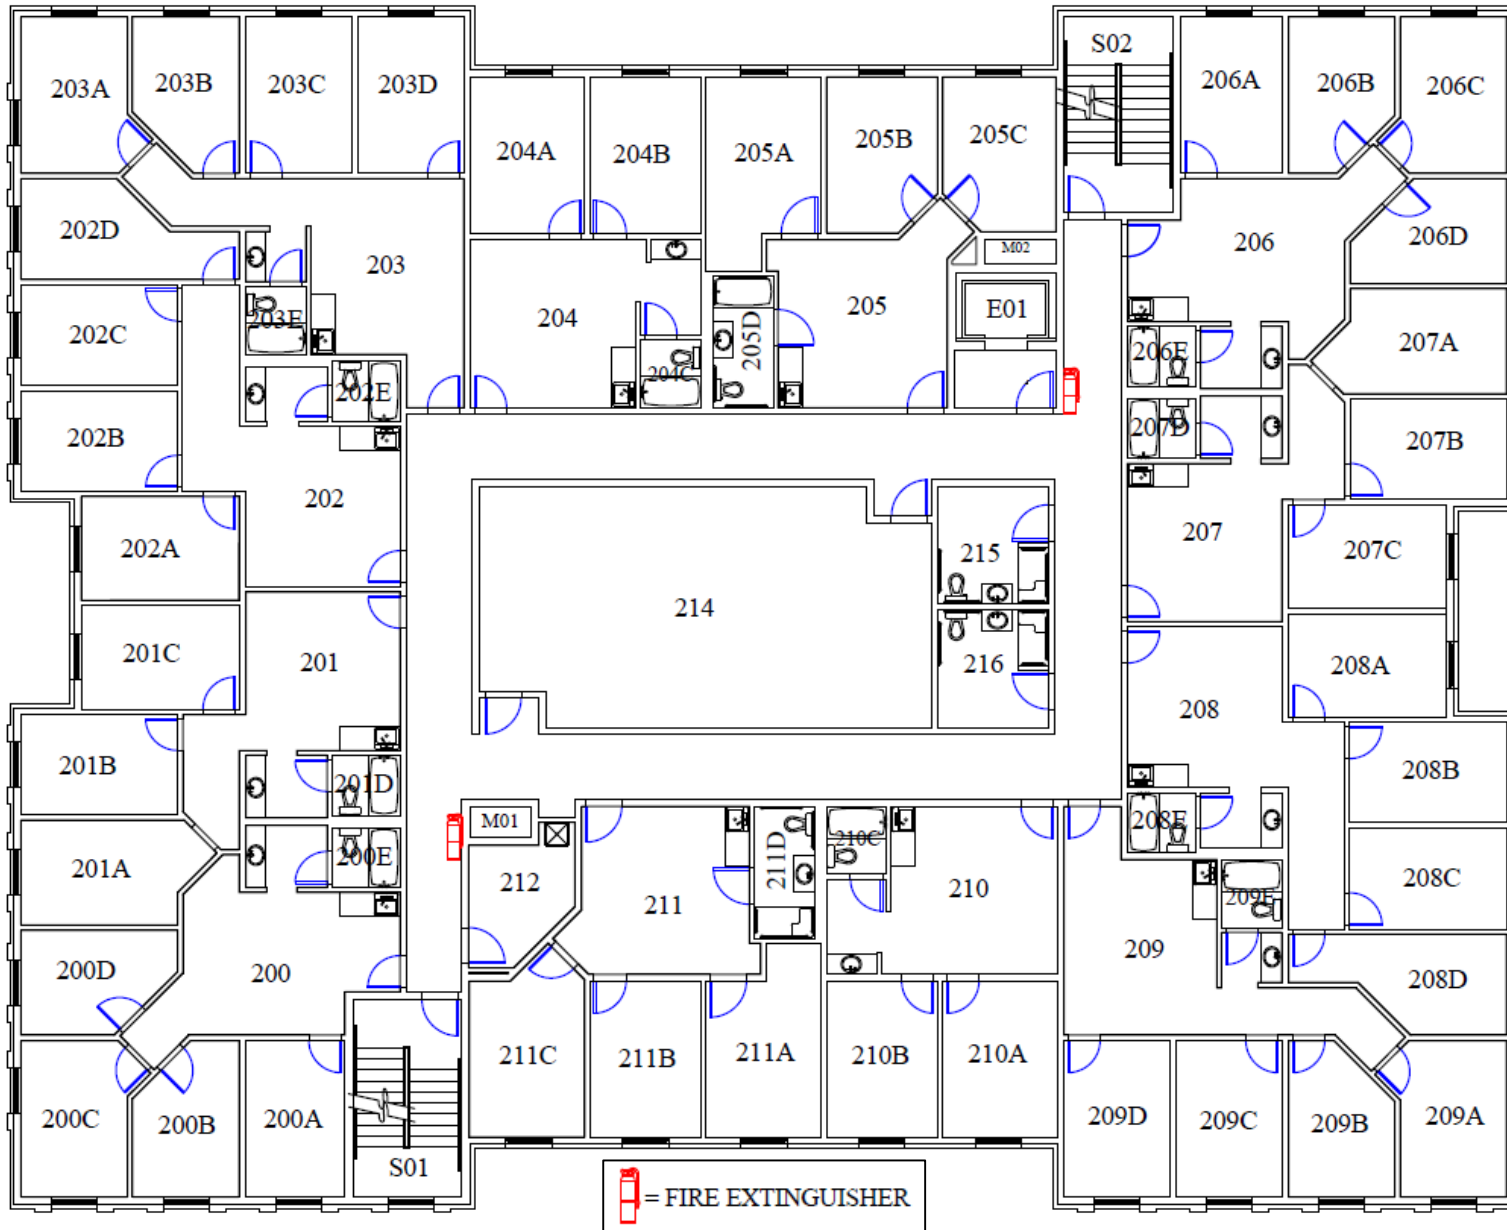 S02
203A 203B 203C 203D 206A 206B 206C
204A 204B 205A 205B 205C
202D 203 206 206D
M02
203E 204 205D 205 E01
202C 206E 207A
202E 204C
202B 207D 207B
202 215 207 207C
202A
214
201C 201 216 208A
208
201B 201D 208B
M01 208E
201A 200E 212 211 211D 210C 210 209E 208C
200D 200 209 208D
200C 200B 200A 211C 211B 211A 210B 210A 209D 209C 209B 209A
S01
= FIRE EXTINGUISHER